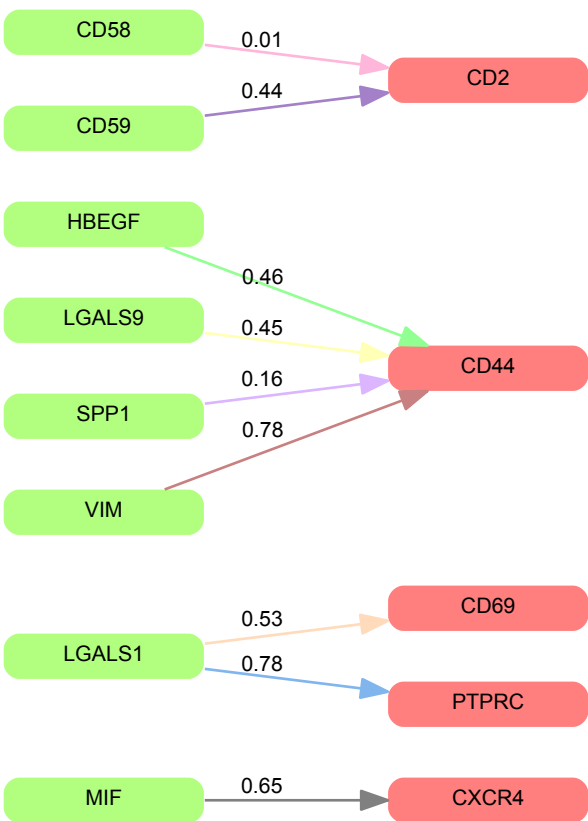 CD58
0.01
CD2
CD59
0.44
HBEGF
0.46
LGALS9
0.45
CD44
SPP1
0.16
VIM
0.78
CD69
LGALS1
0.53
0.78
PTPRC
MIF
0.65
CXCR4